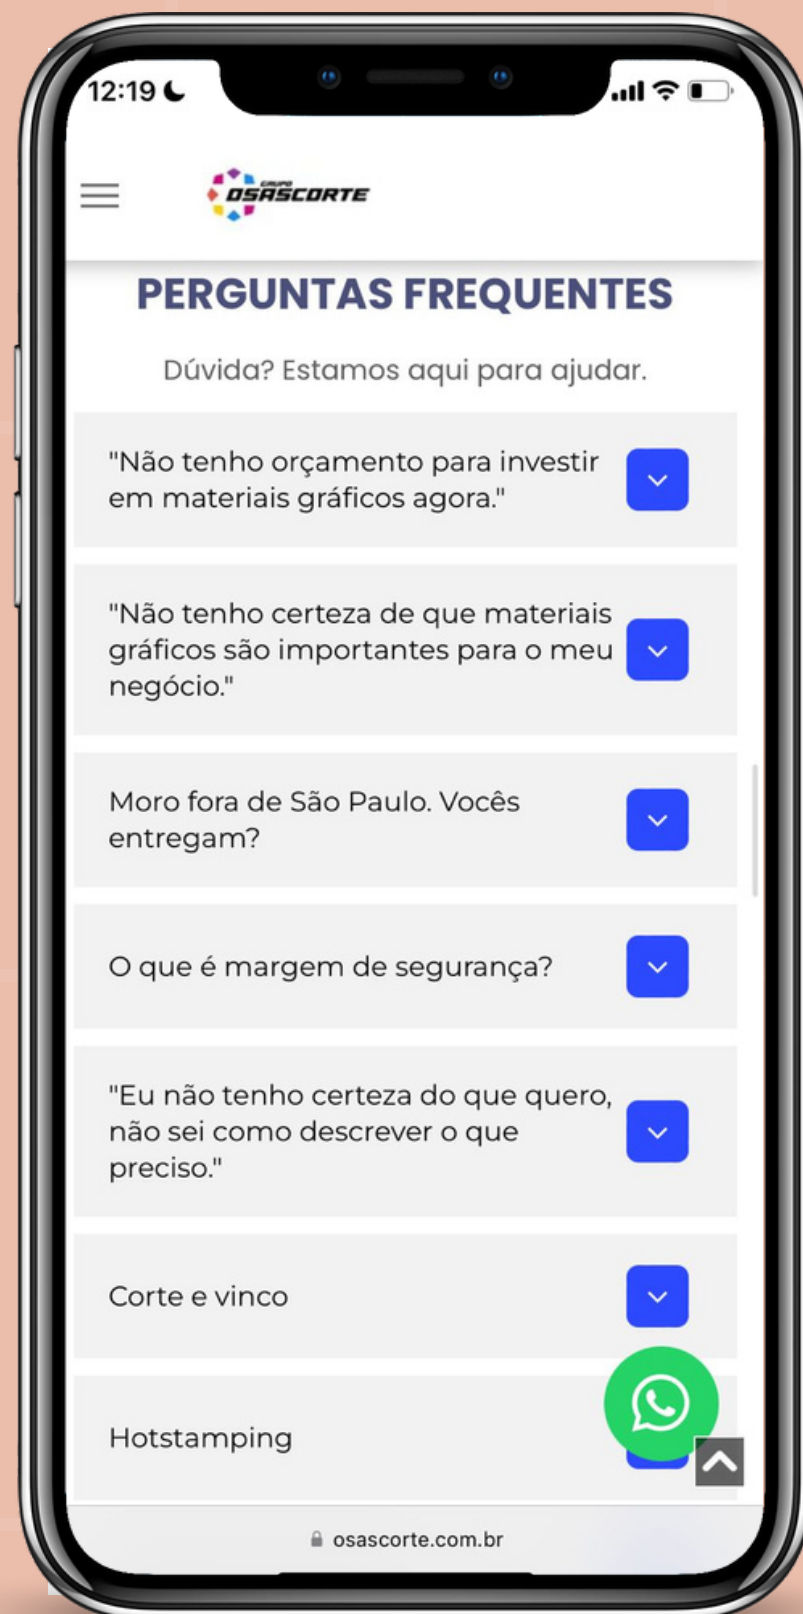 12:19
GRUPO
OSASCORTE
PERGUNTAS FREQUENTES
Dúvida? Estamos aqui para ajudar.
"Não tenho orçamento para investir
em materiais gráficos agora."
"Não tenho certeza de que materiais
gráficos são importantes para o meu
negócio."
Moro fora de São Paulo. Vocês
entregam?
O que é margem de segurança?
"Eu não tenho certeza do que quero,
não sei como descrever o que
preciso."
Corte e vinco
Hotstamping
osascorte.com.br